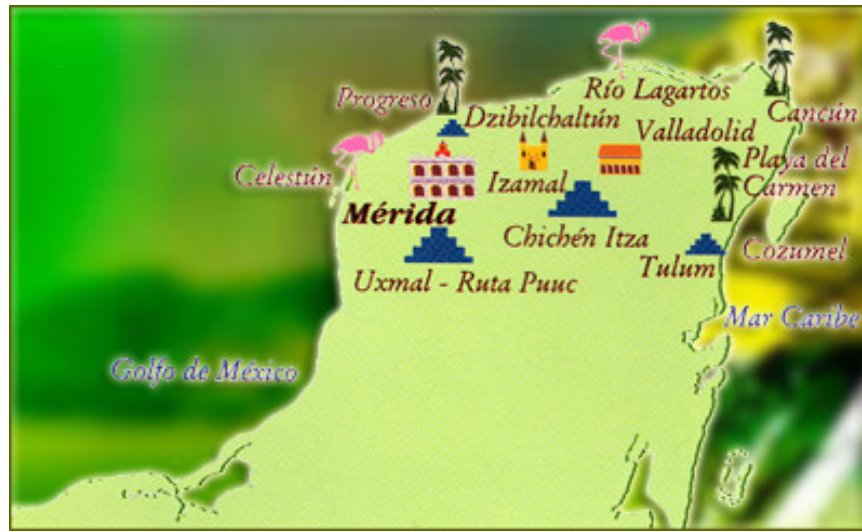 Progreso
Río Lagartos
Cancún
Dzibilchaltún
Valladolid
Celestún
Izamal
Playa del
Carmen
Mérida
Chichén Itza
Cozumel
Tulum
Uxmal - Ruta Puuc
Mar Caribe
Golfo de México